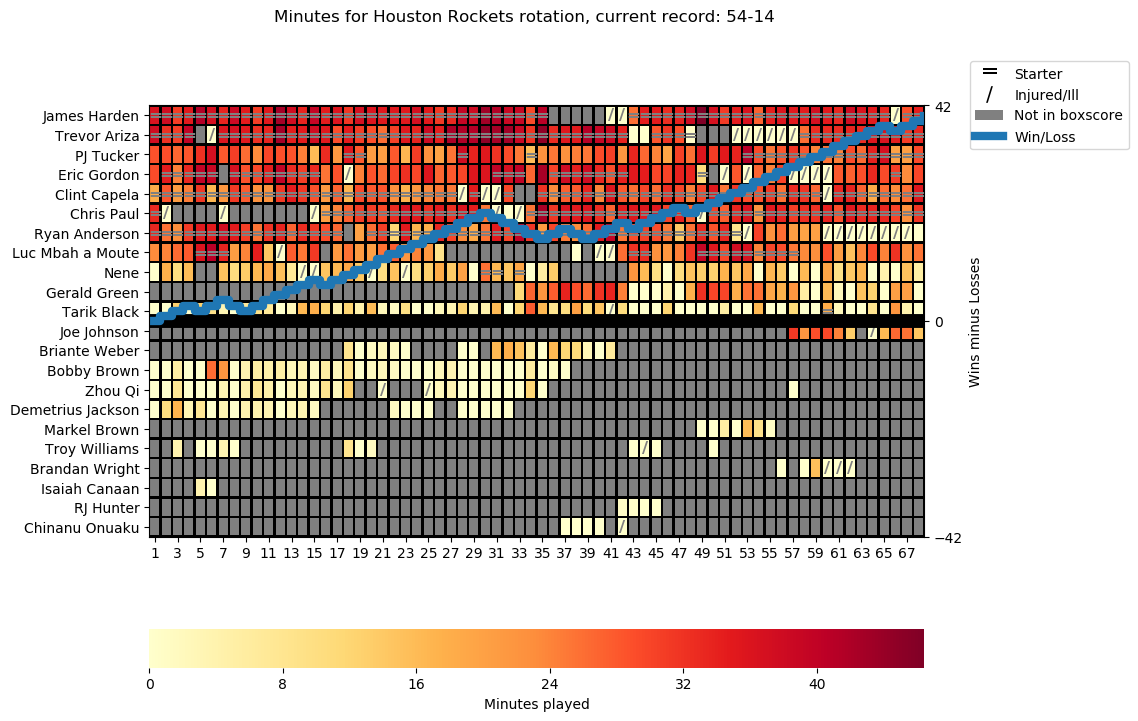 Minutes for Houston Rockets rotation, current record: 54-14
= Starter
/ Injured/Ill
Not in boxscore
Win/Loss
James Harden
Trevor Ariza
PJ Tucker
Eric Gordon
Clint Capela
Chris Paul
Ryan Anderson
Luc Mbah a Moute
Nene
Gerald Green
Tarik Black
Joe Johnson
Briante Weber
Bobby Brown
Zhou Qi
Demetrius Jackson
Markel Brown
Troy Williams
Brandan Wright
Isaiah Canaan
RJ Hunter
Chinanu Onuaku
42
0
−42
Wins minus Losses
1 3 5 7 9 11 13 15 17 19 21 23 25 27 29 31 33 35 37 39 41 43 45 47 49 51 53 55 57 59 61 63 65 67
0 8 16 24 32 40
Minutes played